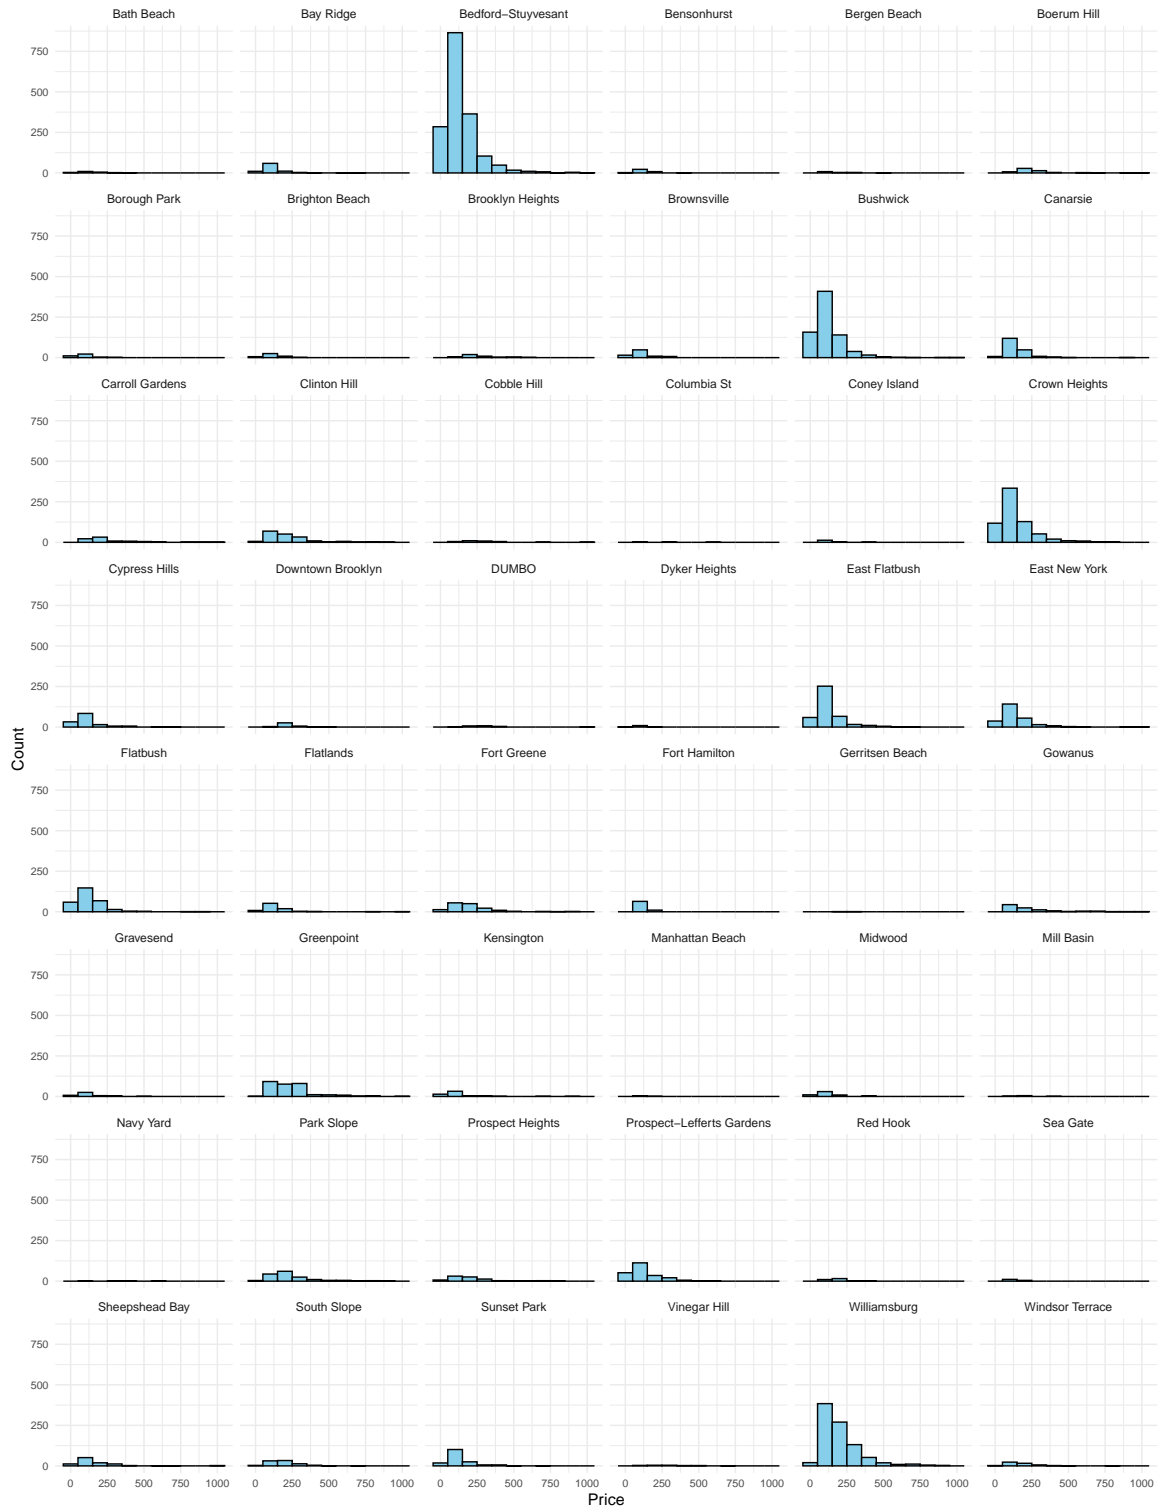 Bath Beach Bay Ridge Bedford−Stuyvesant Bensonhurst Bergen Beach Boerum Hill
750
500
250
0
Borough Park Brighton Beach Brooklyn Heights Brownsville Bushwick Canarsie
750
500
250
0
Carroll Gardens Clinton Hill Cobble Hill Columbia St Coney Island Crown Heights
750
500
250
0
Cypress Hills Downtown Brooklyn DUMBO Dyker Heights East Flatbush East New York
750
500
250
0
Count
Flatbush Flatlands Fort Greene Fort Hamilton Gerritsen Beach Gowanus
750
500
250
0
Gravesend Greenpoint Kensington Manhattan Beach Midwood Mill Basin
750
500
250
0
Navy Yard Park Slope Prospect Heights Prospect−Lefferts Gardens Red Hook Sea Gate
750
500
250
0
Sheepshead Bay South Slope Sunset Park Vinegar Hill Williamsburg Windsor Terrace
750
500
250
0
0 250 500 750 1000 0 250 500 750 1000 0 250 500 750 1000 0 250 500 750 1000 0 250 500 750 1000 0 250 500 750 1000
Price